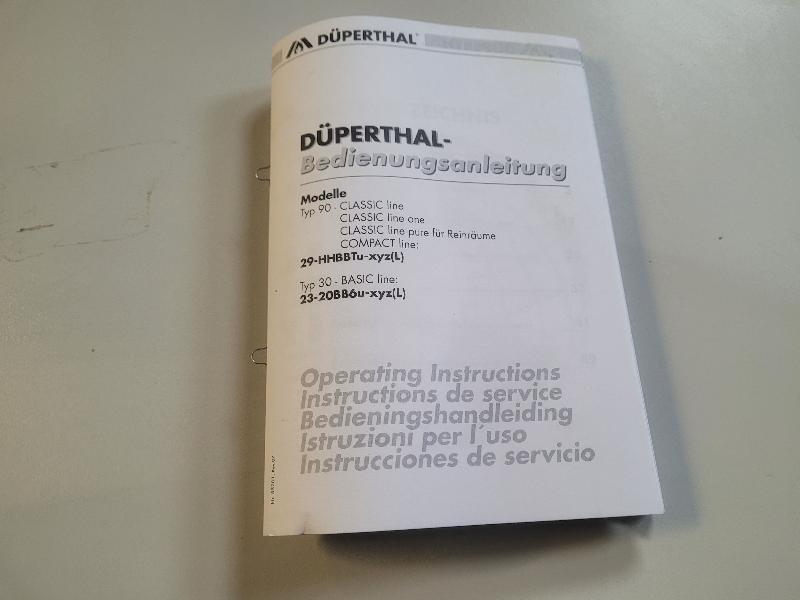 DÜPERTHAL®
DÜPERTHAL-
Bedienungsanleitung
Modelle
Typ 90 - CLASSIC line
CLASSIC line one
CLASSIC line pure für Reinräume
COMPACT line:
29-HHBBTu-xyz(L)
Typ 30 - BASIC line:
23-20BB6u-xyz(L)
Operating Instructions
Instructions de service
Bedieningshandleiding
Istruzioni per l´uso
Instrucciones de servicio